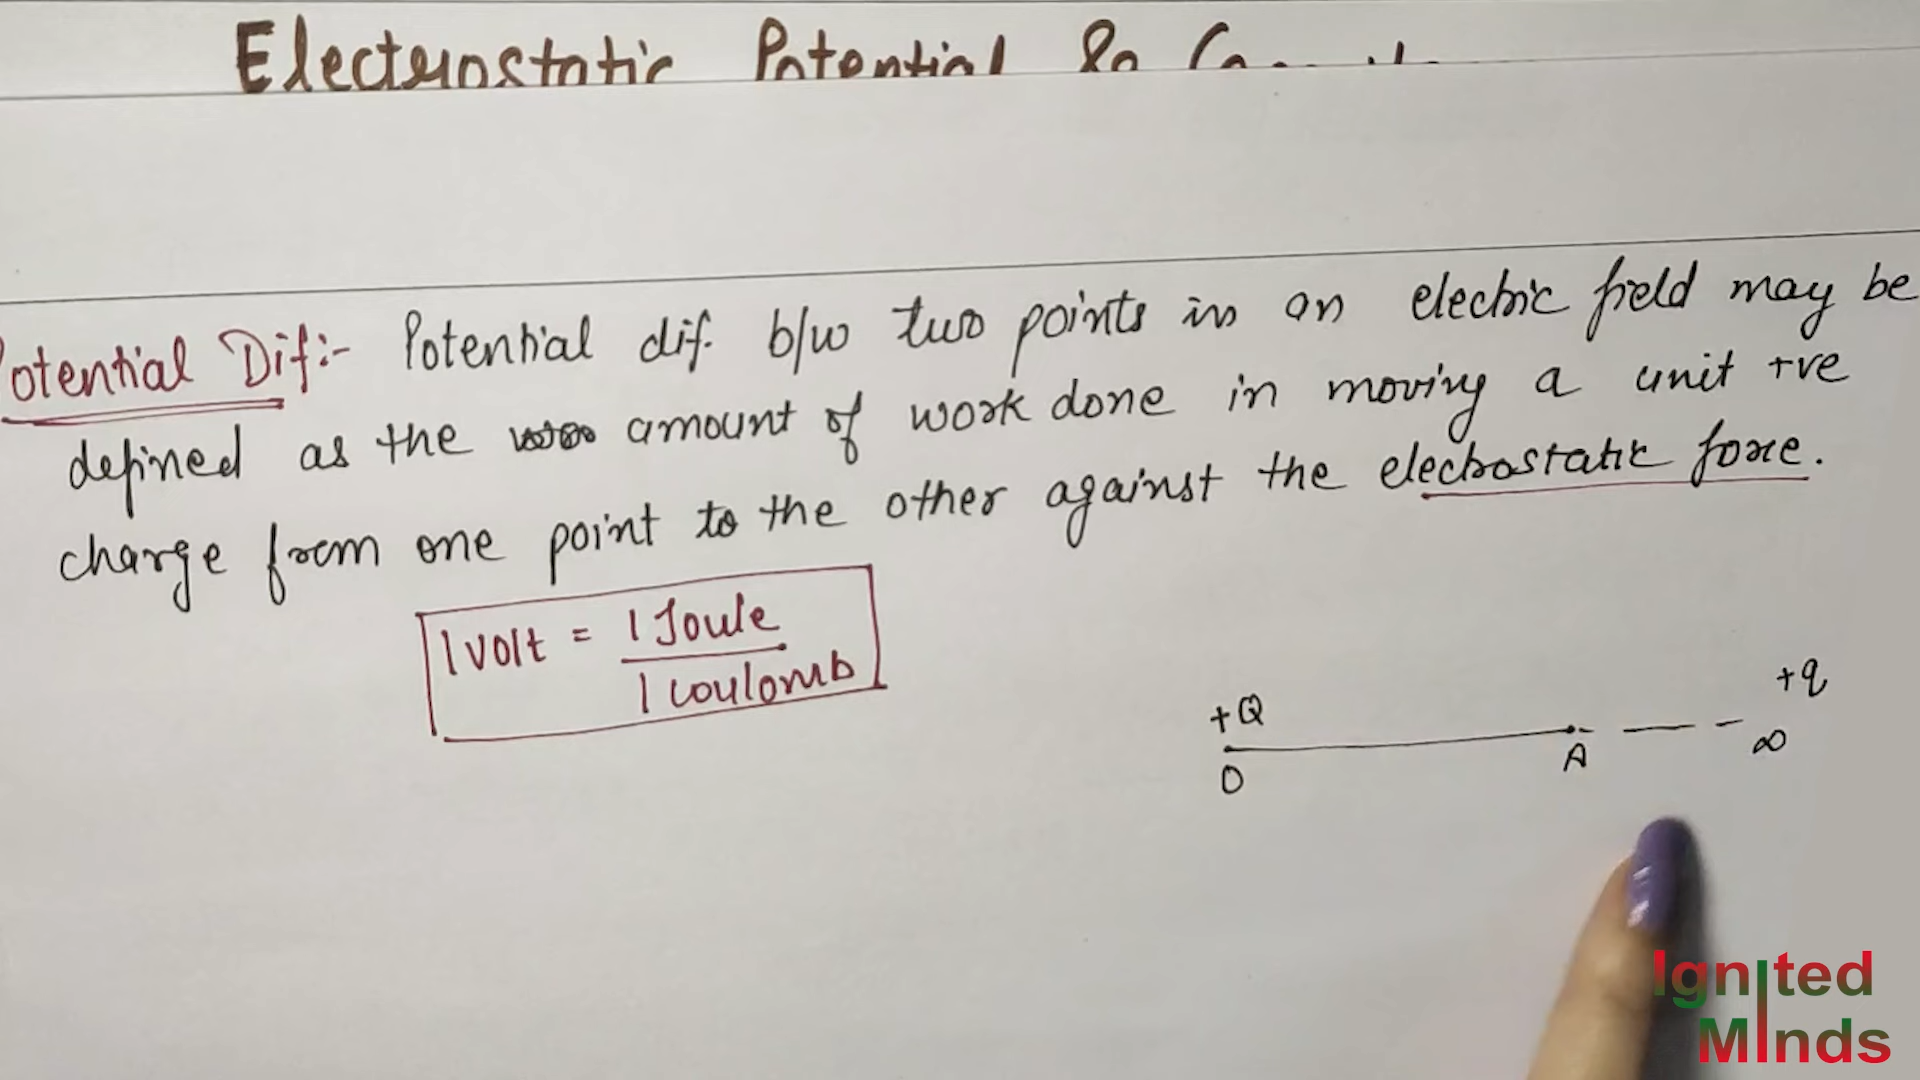 Electrostatic Potential &
Potential Dif:- Potential dif. b/w two points in an electric field may be
defined as the amount of work done in moving a unit +ve
charge from one point to the other against the electrostatic force.
1 volt = 1 Joule
1 coulomb
+Q
+q
O
A
∞
Ignited
Minds